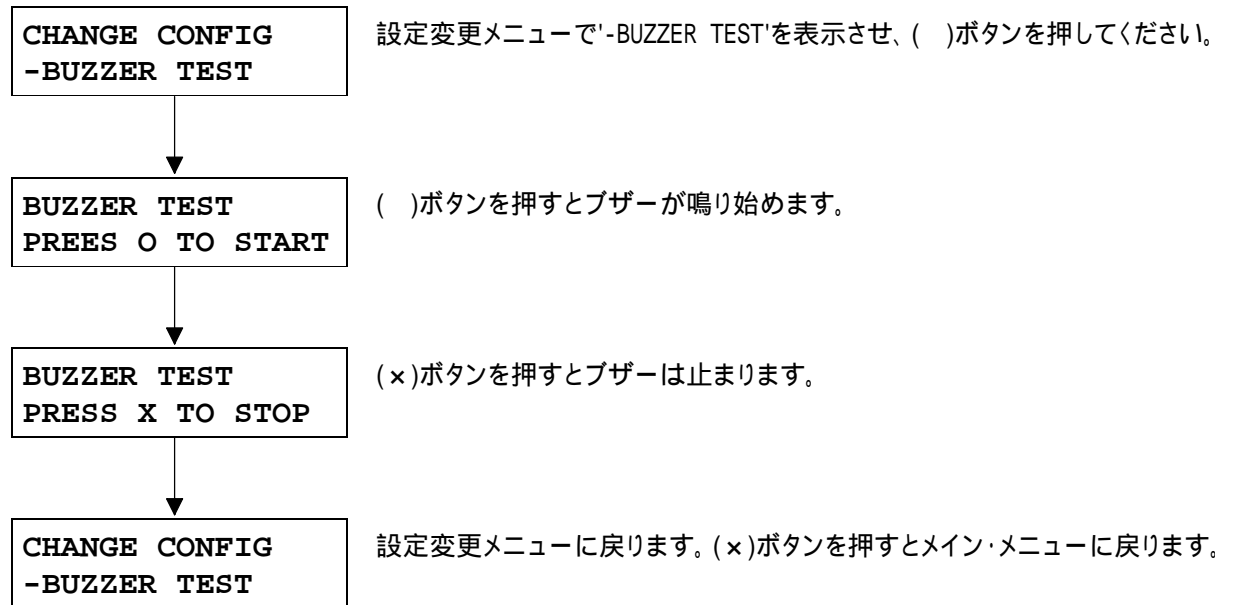 CHANGE CONFIG
-BUZZER TEST
設定変更メニューで'-BUZZER TEST'を表示させ、(　)ボタンを押してください。
BUZZER TEST
PREES O TO START
(　)ボタンを押すとブザーが鳴り始めます。
BUZZER TEST
PRESS X TO STOP
(×)ボタンを押すとブザーは止まります。
CHANGE CONFIG
-BUZZER TEST
設定変更メニューに戻ります。(×)ボタンを押すとメイン・メニューに戻ります。